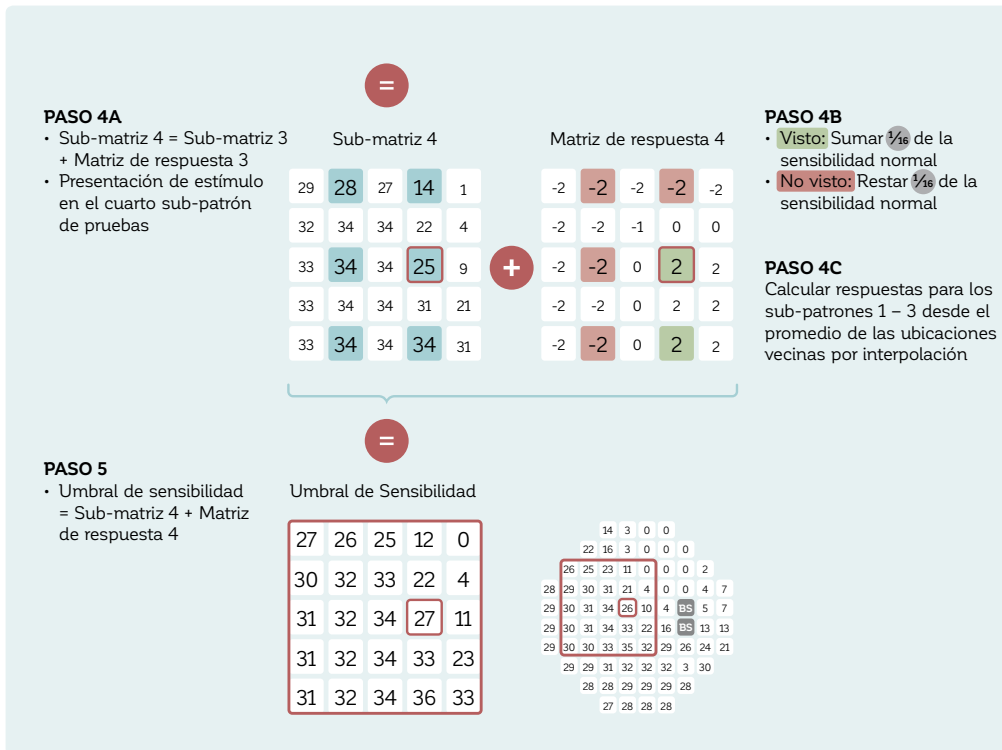 =
PASO 4A
• Sub-matriz 4 = Sub-matriz 3
+ Matriz de respuesta 3
• Presentación de estímulo
en el cuarto sub-patrón
de pruebas
Sub-matriz 4
29 28 27 14 1
32 34 34 22 4
33 34 34 25 9
33 34 34 31 21
33 34 34 34 31
+
Matriz de respuesta 4
-2 -2 -2 -2 -2
-2 -2 -1 0 0
-2 -2 0 2 2
-2 -2 0 2 2
-2 -2 0 2 2
PASO 4B
• Visto: Sumar 1/16 de la
sensibilidad normal
• No visto: Restar 1/16 de la
sensibilidad normal
PASO 4C
Calcular respuestas para los
sub-patrones 1 – 3 desde el
promedio de las ubicaciones
vecinas por interpolación
=
PASO 5
• Umbral de sensibilidad
= Sub-matriz 4 + Matriz
de respuesta 4
Umbral de Sensibilidad
27 26 25 12 0
30 32 33 22 4
31 32 34 27 11
31 32 34 33 23
31 32 34 36 33
14 3 0 0
22 16 3 0 0 0
26 25 23 11 0 0 0 2
28 29 30 31 21 4 0 0 4 7
29 30 31 34 26 10 4 BS 5 7
29 30 31 34 33 22 16 BS 13 13
29 30 30 33 35 32 29 26 24 21
29 29 31 32 32 32 3 30
28 28 29 29 29 28
27 28 28 28